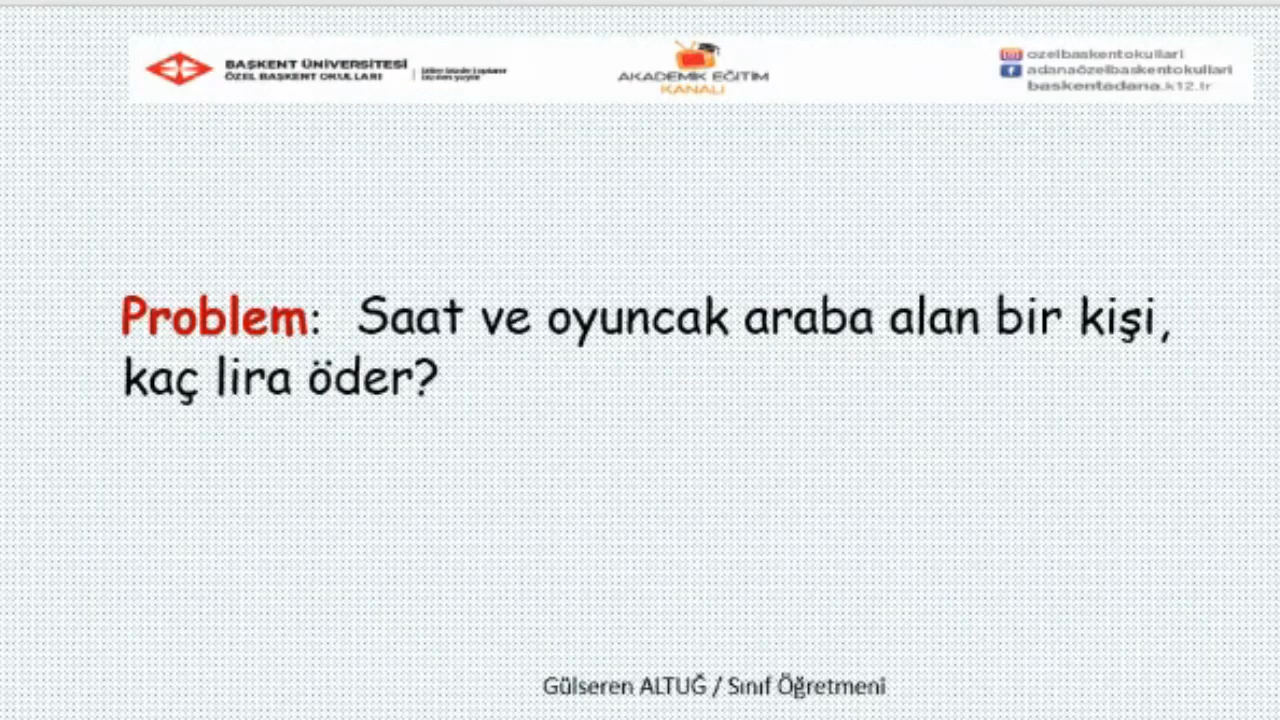 BAŞKENT ÜNİVERSİTESİ
ÖZEL BAŞKENT OKULLARI
AKADEMİK EĞİTİM
KANALI
ozelbaskentokullari
adanaözelbaskentokullari
baskentadana.k12.tr
Problem: Saat ve oyuncak araba alan bir kişi,
kaç lira öder?
Gülseren ALTUĞ / Sınıf Öğretmeni